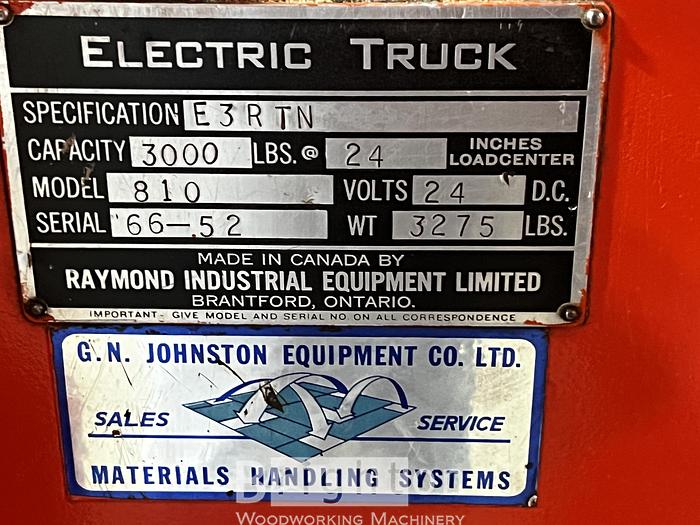 ELECTRIC TRUCK
SPECIFICATION E3RTN
CAPACITY 3000 LBS. @ 24 INCHES LOADCENTER
MODEL 810 VOLTS 24 D.C.
SERIAL 66-52 WT 3275 LBS.
MADE IN CANADA BY
RAYMOND INDUSTRIAL EQUIPMENT LIMITED
BRANTFORD, ONTARIO.
IMPORTANT - GIVE MODEL AND SERIAL NO. ON ALL CORRESPONDENCE
G.N. JOHNSTON EQUIPMENT CO. LTD.
SALES SERVICE
MATERIALS HANDLING SYSTEMS
WOODWORKING MACHINERY